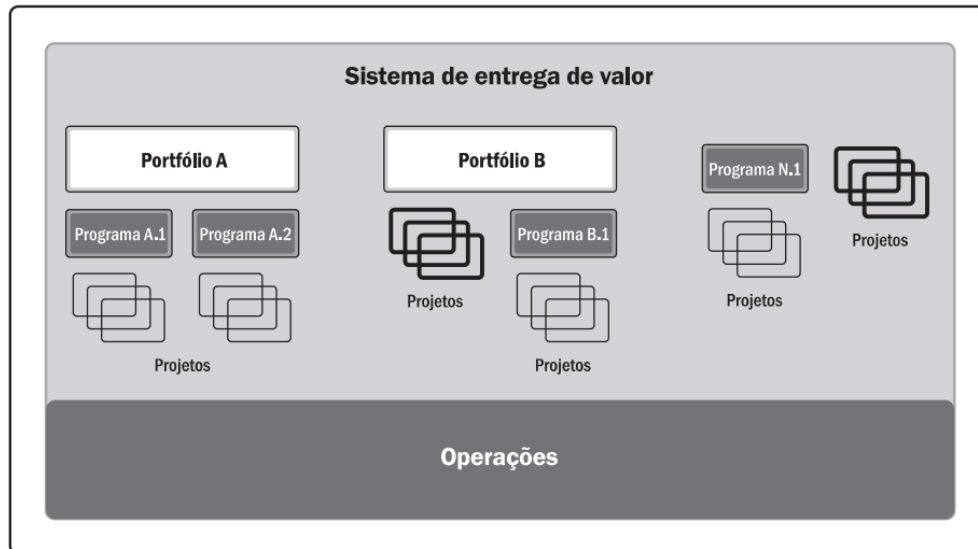 Sistema de entrega de valor
Portfólio A
Portfólio B
Programa N.1
Programa A.1
Programa A.2
Programa B.1
Projetos
Projetos
Projetos
Projetos
Projetos
Operações